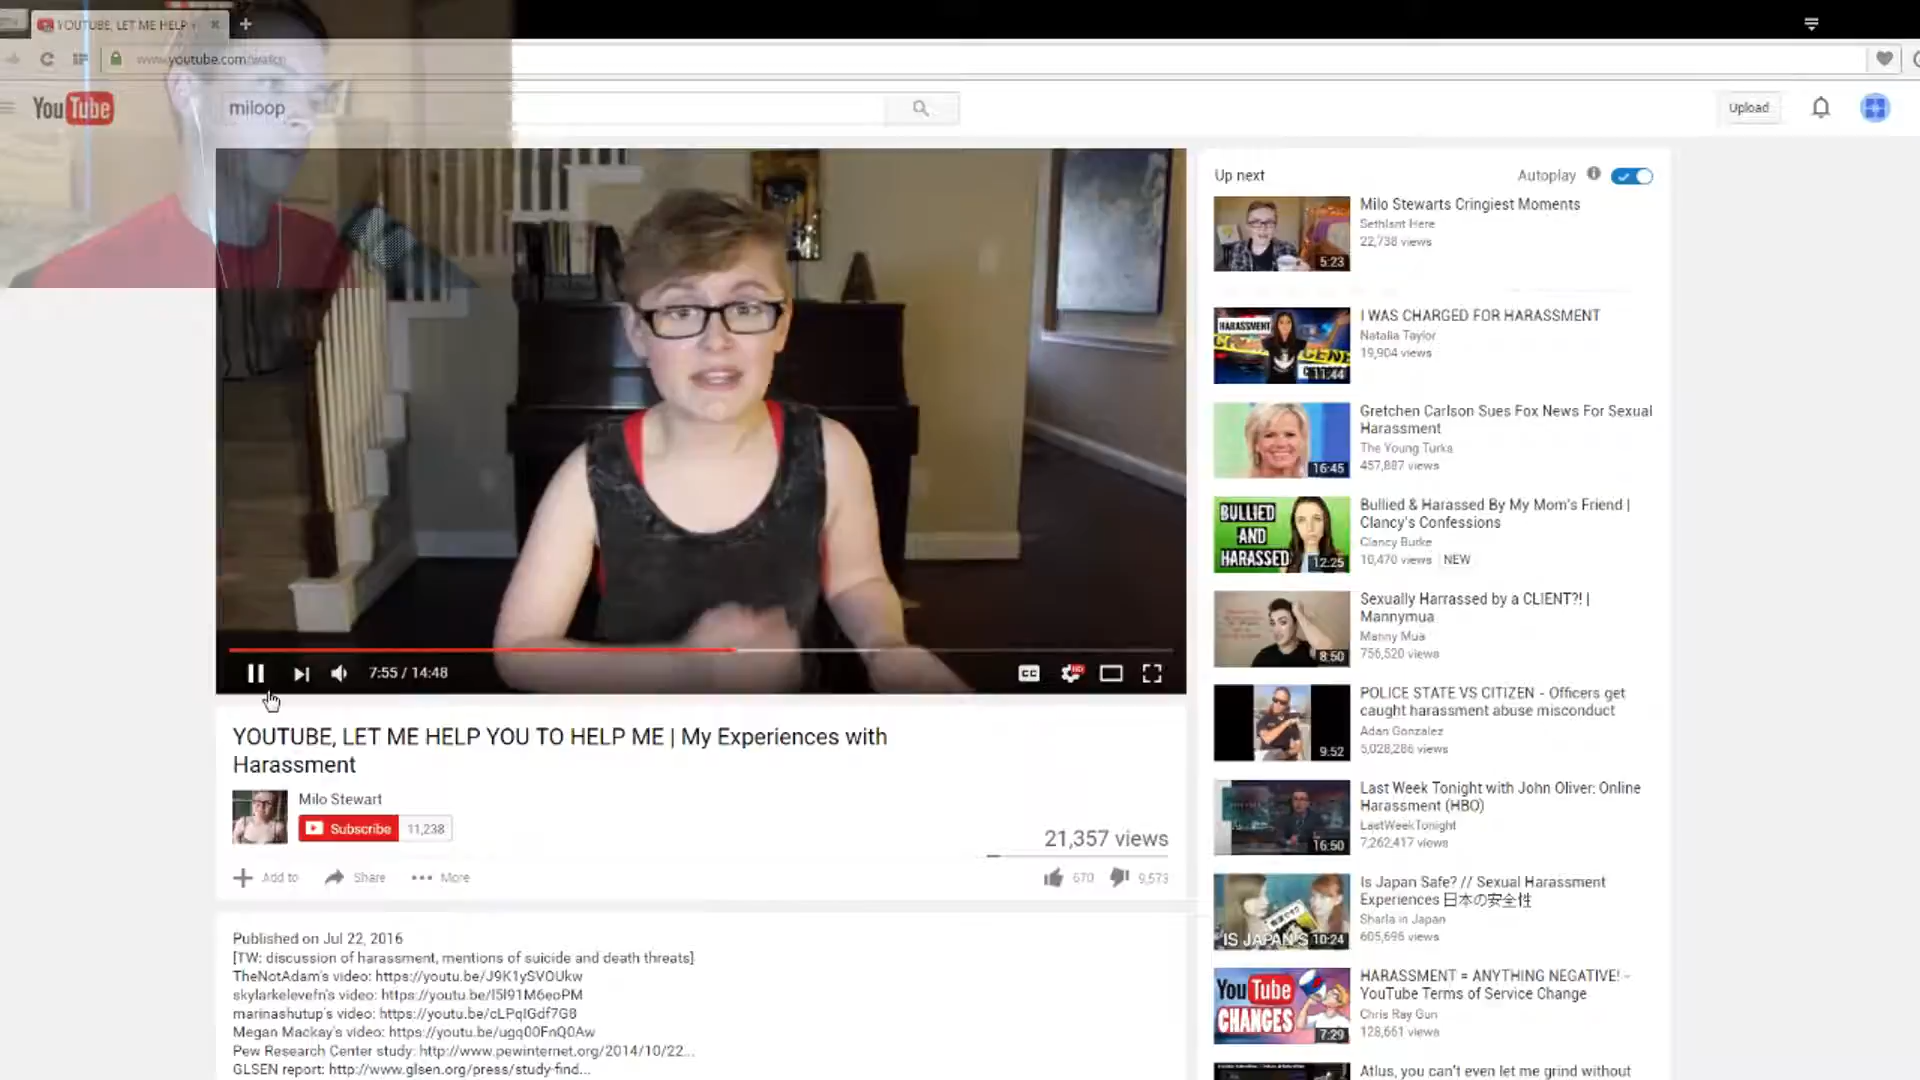 YOUTUBE, LET ME HELP
www.youtube.com/watch
YouTube
miloop
Upload
7:55 / 14:48
CC
HD
YOUTUBE, LET ME HELP YOU TO HELP ME | My Experiences with
Harassment
Milo Stewart
Subscribe 11,238
21,357 views
Add to Share More
670 9,573
Published on Jul 22, 2016
[TW: discussion of harassment, mentions of suicide and death threats]
TheNotAdam's video: https://youtu.be/J9K1ySVOUkw
skylarkelevefn's video: https://youtu.be/I5I91M6eoPM
marinashutup's video: https://youtu.be/cLPqIGdf7G8
Megan Mackay's video: https://youtu.be/ugq00FnQ0Aw
Pew Research Center study: http://www.pewinternet.org/2014/10/22...
GLSEN report: http://www.glsen.org/press/study-find...
Up next
Autoplay
Milo Stewarts Cringiest Moments
Sethlant Here
22,738 views
5:23
I WAS CHARGED FOR HARASSMENT
Natalia Taylor
19,904 views
HARASSMENT
11:44
Gretchen Carlson Sues Fox News For Sexual
Harassment
The Young Turks
457,887 views
16:45
Bullied & Harassed By My Mom's Friend |
Clancy's Confessions
Clancy Burke
10,470 views NEW
BULLIED
AND
HARASSED
12:25
Sexually Harrassed by a CLIENT?! |
Mannymua
Manny Mua
756,520 views
8:50
POLICE STATE VS CITIZEN - Officers get
caught harassment abuse misconduct
Adan Gonzalez
5,028,286 views
9:52
Last Week Tonight with John Oliver: Online
Harassment (HBO)
LastWeekTonight
7,262,417 views
16:50
Is Japan Safe? // Sexual Harassment
Experiences 日本の安全性
Sharla in Japan
605,696 views
IS JAPAN'S
10:24
HARASSMENT = ANYTHING NEGATIVE! -
YouTube Terms of Service Change
Chris Ray Gun
128,661 views
YouTube
CHANGES
7:29
Atlus, you can't even let me grind without